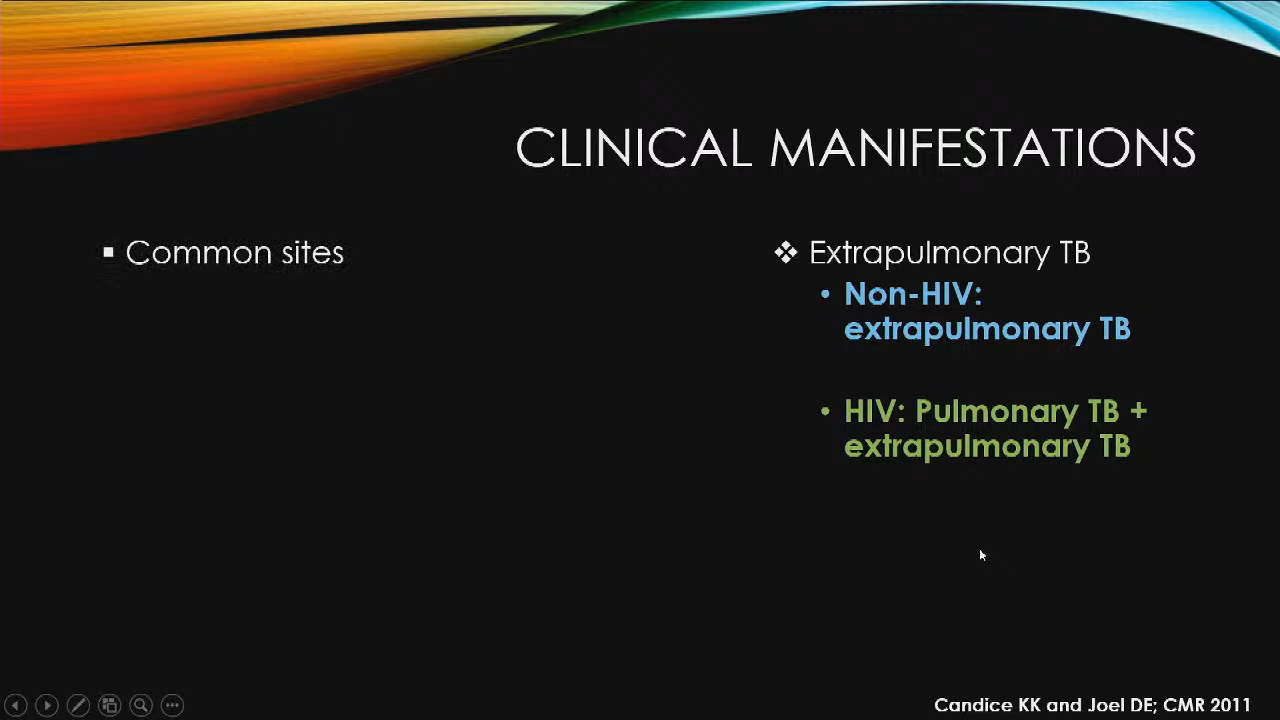 CLINICAL MANIFESTATIONS
▪ Common sites
❖ Extrapulmonary TB
• Non-HIV:
extrapulmonary TB
• HIV: Pulmonary TB +
extrapulmonary TB
Candice KK and Joel DE; CMR 2011